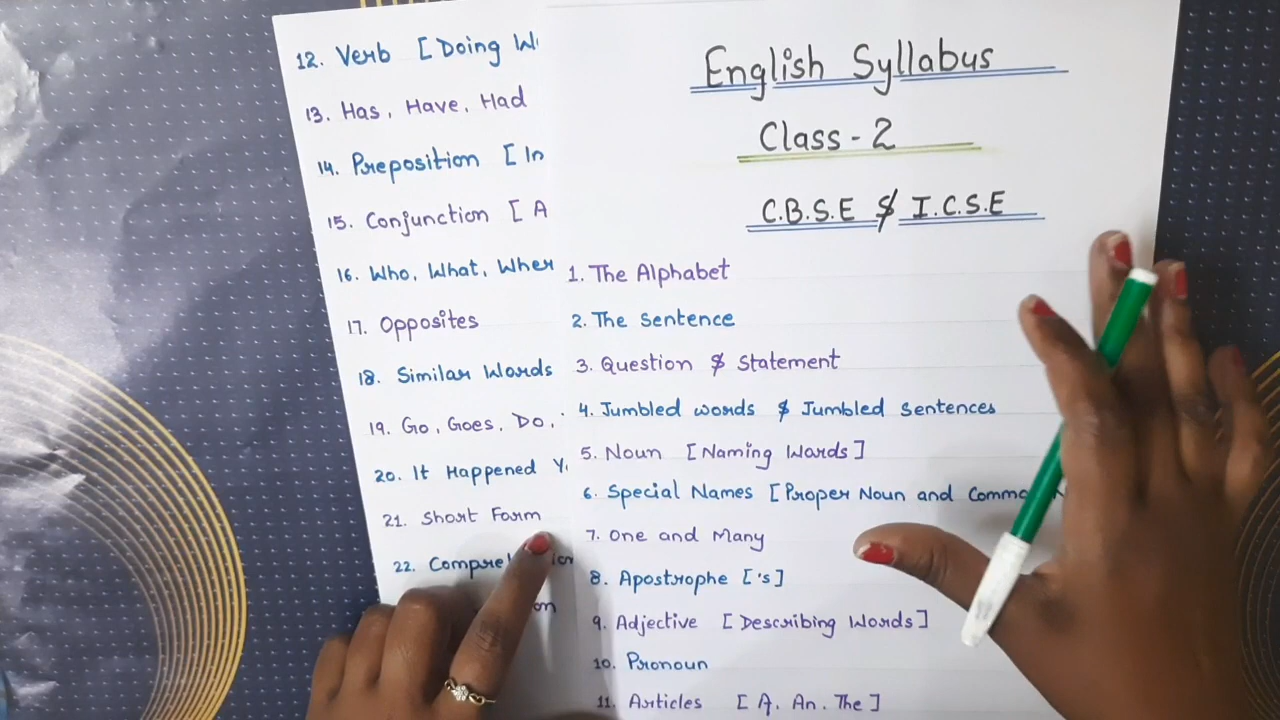 English Syllabus
Class - 2
C.B.S.E & I.C.S.E
1. The Alphabet
2. The Sentence
3. Question & Statement
4. Jumbled words & Jumbled Sentences
5. Noun [Naming Words]
6. Special Names [Proper Noun and
7. One and Many
8. Apostrophe ['s]
9. Adjective [Describing Words]
10. Pronoun
11. Articles [A. An. The]
12. Verb [Doing
13. Has, Have, Had
14. Preposition [In
15. Conjunction [
16. Who, What,
17. Opposites
18. Similar Words
19. Go, Goes, Do,
20. It Happened
21. Short Form
22.